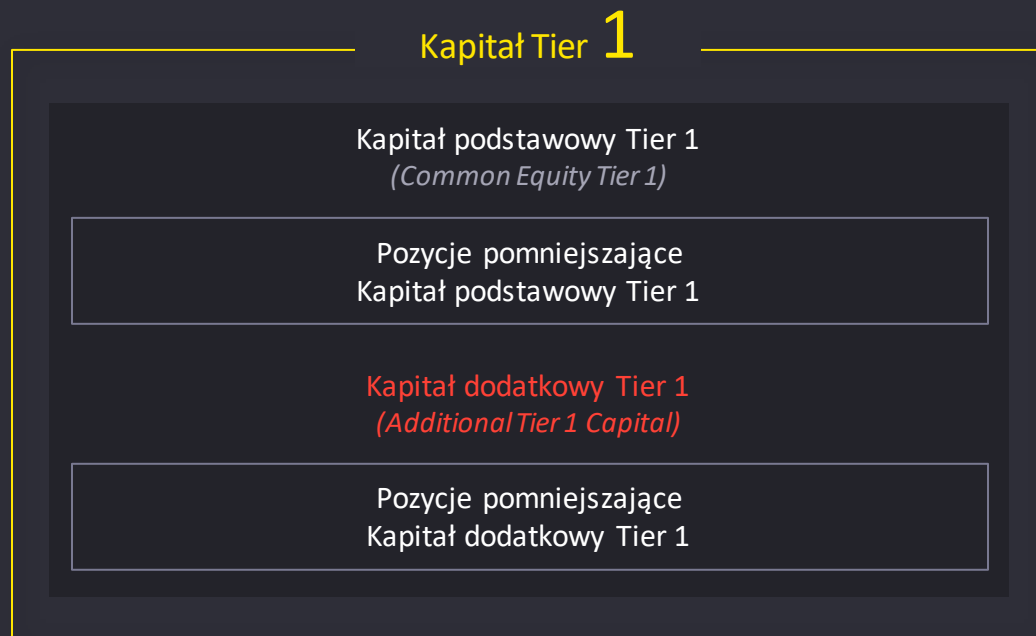 Kapitał Tier 1
Kapitał podstawowy Tier 1
(Common Equity Tier 1)
Pozycje pomniejszające
Kapitał podstawowy Tier 1
Kapitał dodatkowy Tier 1
(Additional Tier 1 Capital)
Pozycje pomniejszające
Kapitał dodatkowy Tier 1